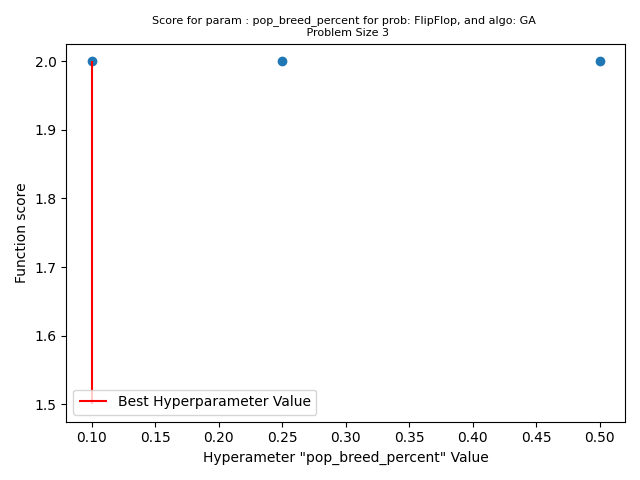 Score for param : pop_breed_percent for prob: FlipFlop, and algo: GA
Problem Size 3
2.0
1.9
1.8
1.7
1.6
1.5
Function score
Best Hyperparameter Value
0.10 0.15 0.20 0.25 0.30 0.35 0.40 0.45 0.50
Hyperameter "pop_breed_percent" Value